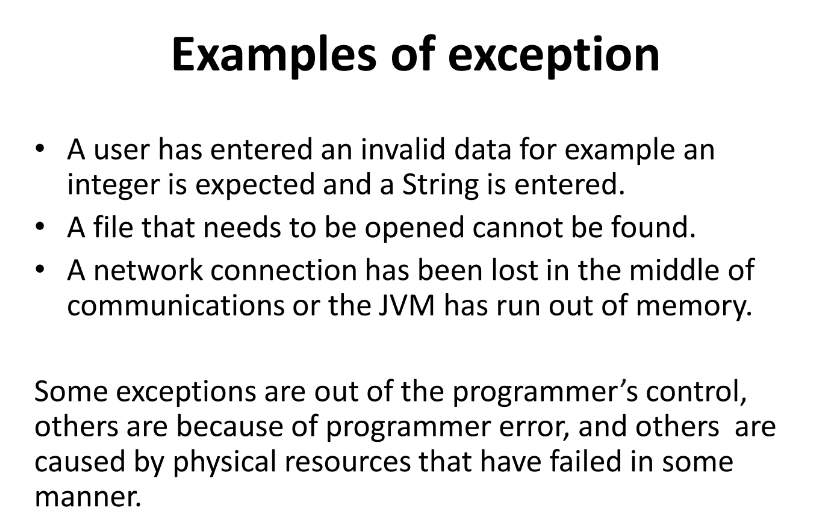 Examples of exception
• A user has entered an invalid data for example an
integer is expected and a String is entered.
• A file that needs to be opened cannot be found.
• A network connection has been lost in the middle of
communications or the JVM has run out of memory.
Some exceptions are out of the programmer’s control,
others are because of programmer error, and others  are
caused by physical resources that have failed in some
manner.